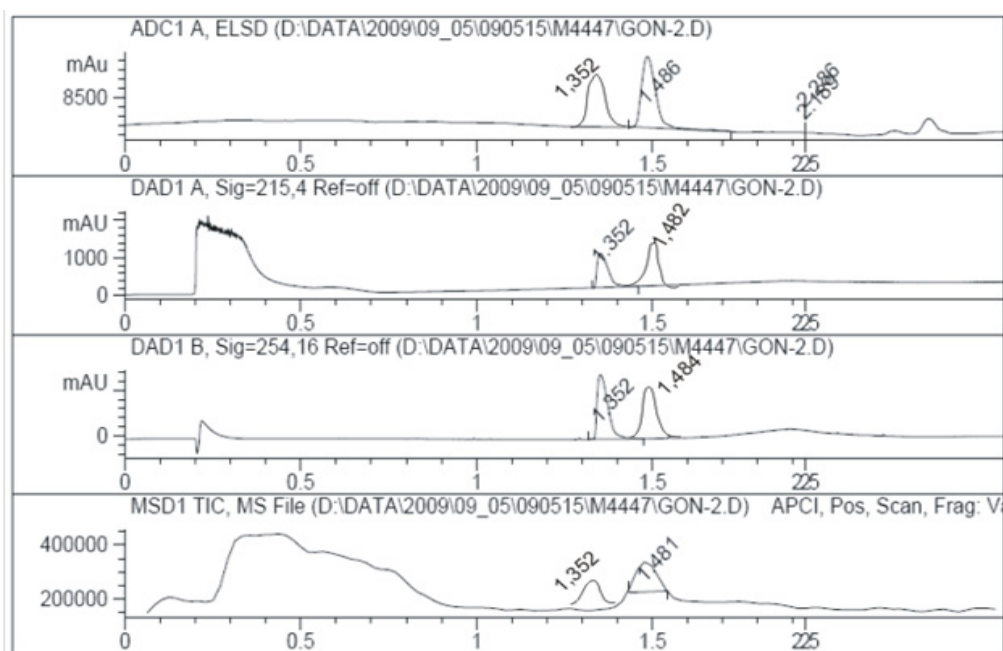 ADC1 A, ELSD (D:\DATA\2009\09_05\090515\M4447\GON-2.D)
mAu
8500
1,352
1,486
2.286
2.189
0 0.5 1 1.5 225
DAD1 A, Sig=215,4 Ref=off (D:\DATA\2009\09_05\090515\M4447\GON-2.D)
mAU
1000
0
1,352
1,482
0 0.5 1 1.5 225
DAD1 B, Sig=254,16 Ref=off (D:\DATA\2009\09_05\090515\M4447\GON-2.D)
mAU
0
1,352
1,484
0 0.5 1 1.5 225
MSD1 TIC, MS File (D:\DATA\2009\09_05\090515\M4447\GON-2.D) APCI, Pos, Scan, Frag: Va
400000
200000
1,352
1,481
0 0.5 1 1.5 225